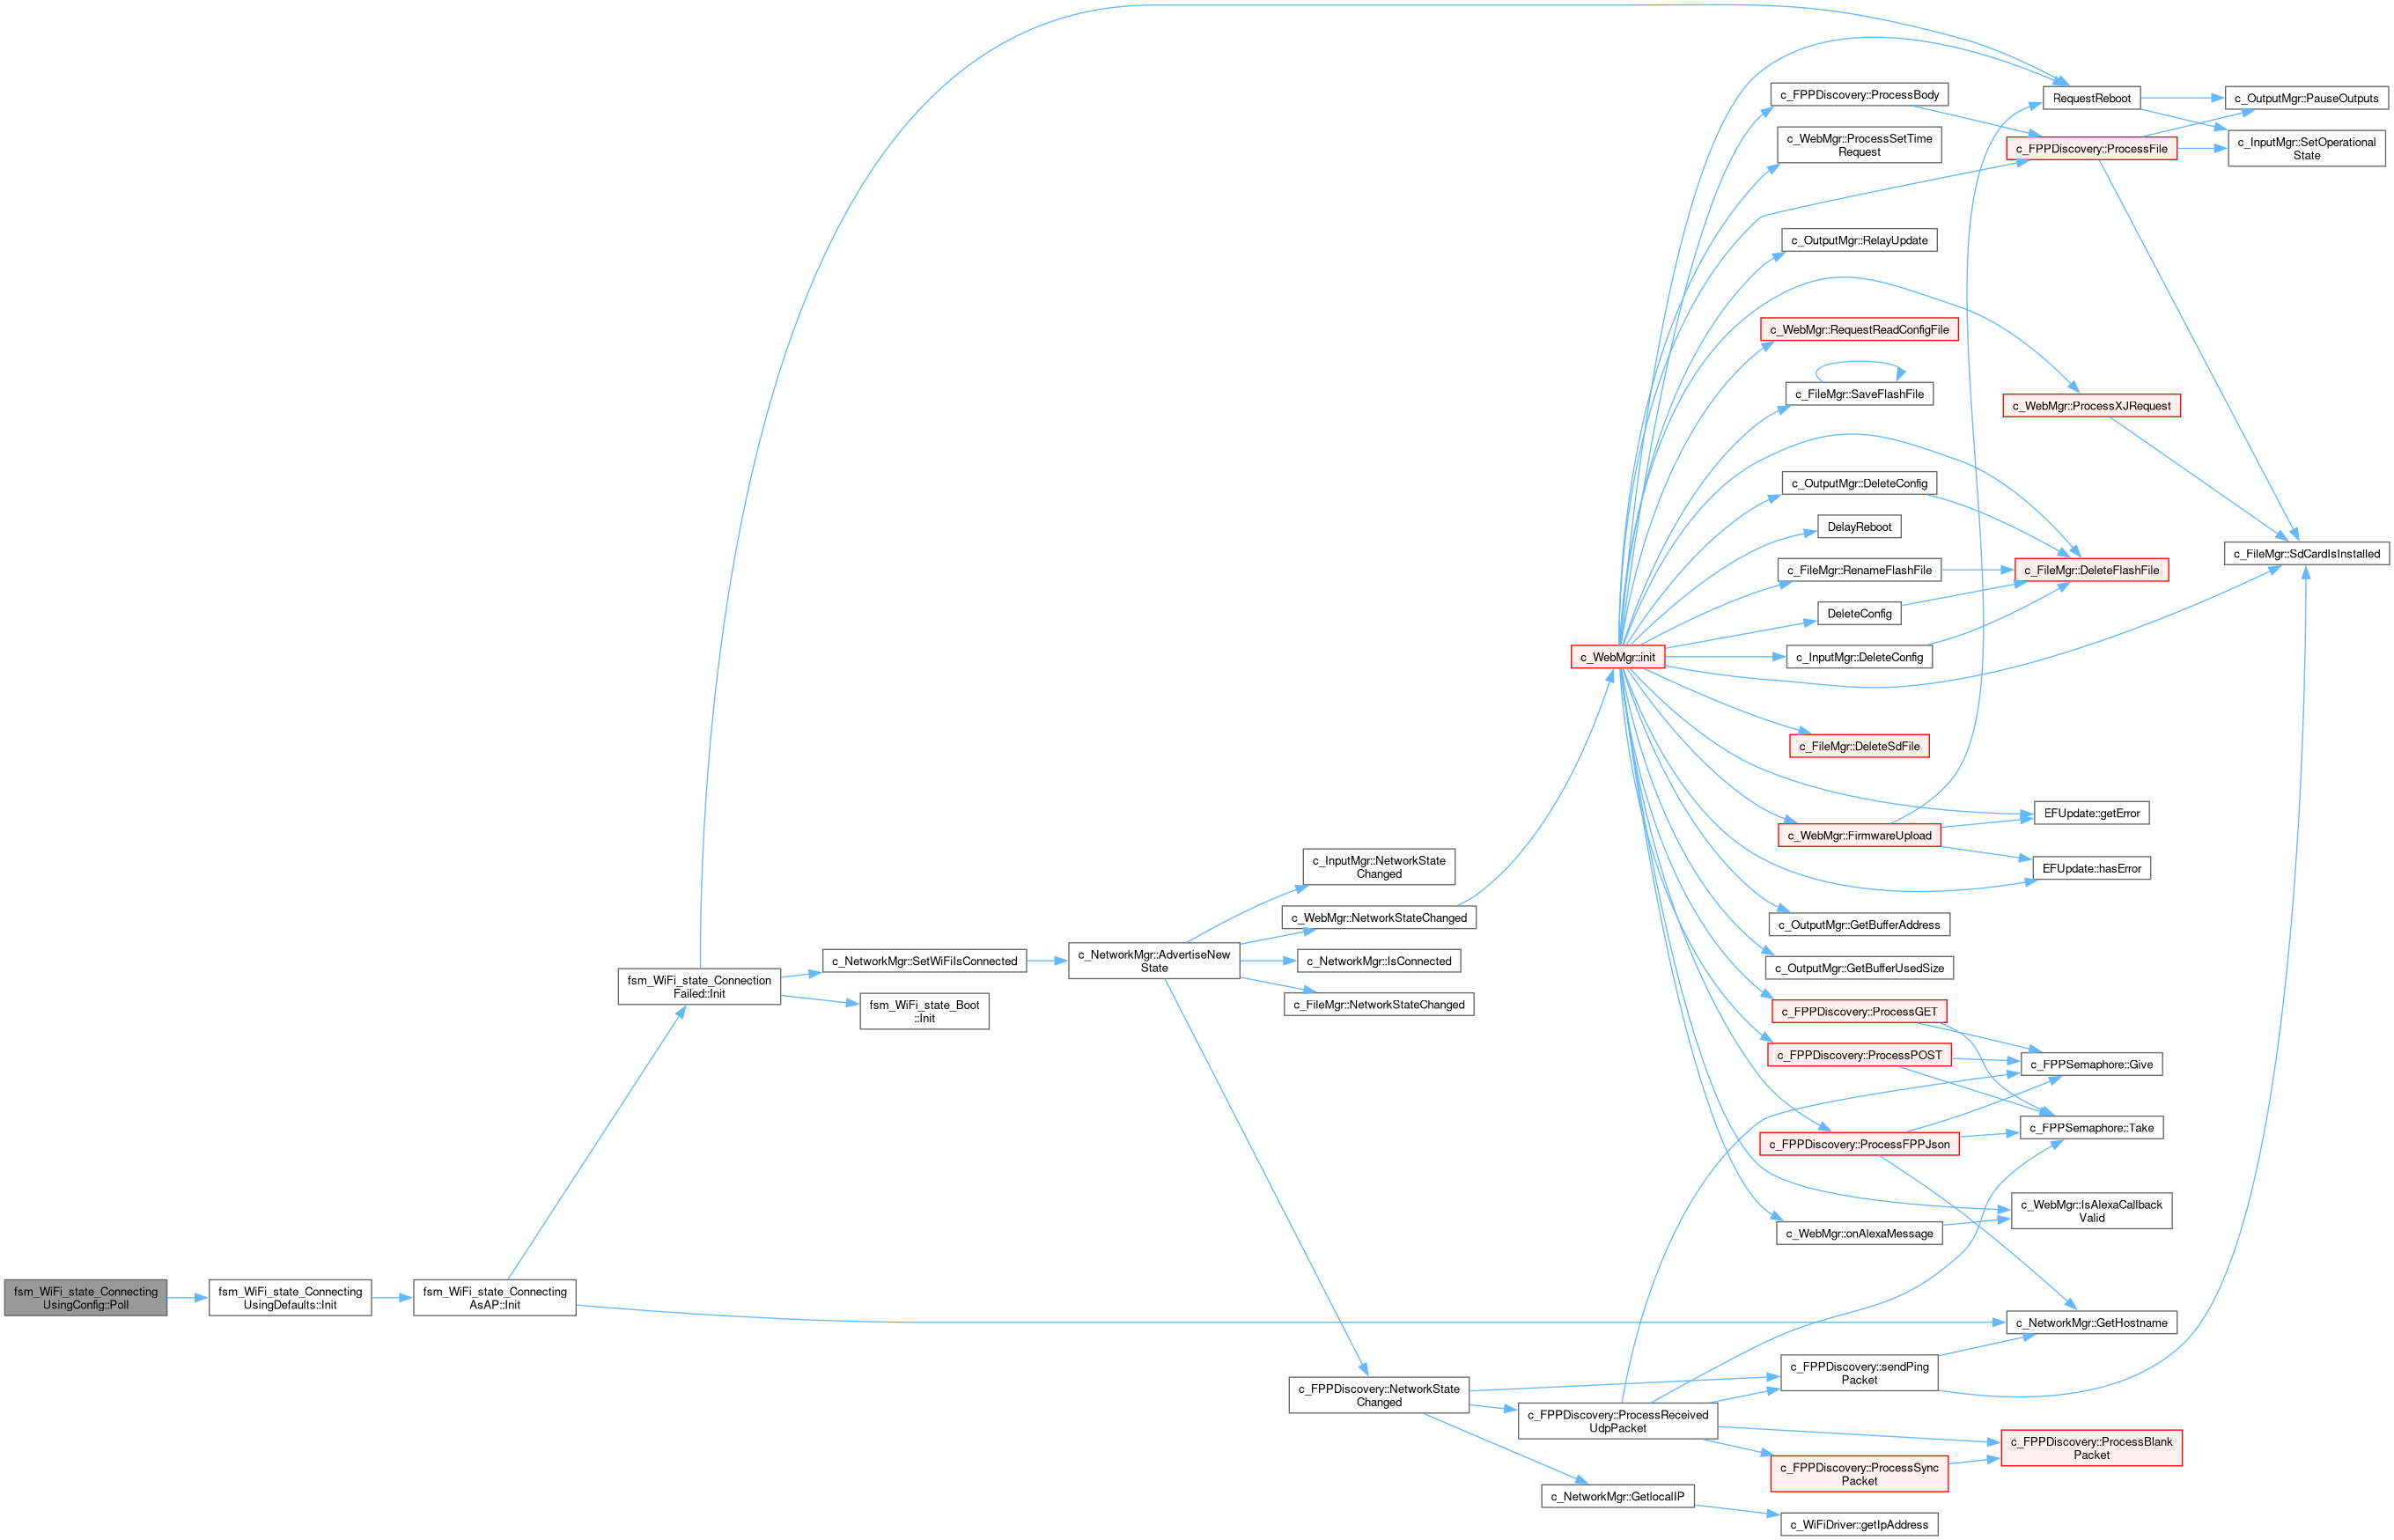 c_FPPDiscovery::ProcessBody
RequestReboot
c_OutputMgr::PauseOutputs
c_WebMgr::ProcessSetTime
Request
c_FPPDiscovery::ProcessFile
c_InputMgr::SetOperational
State
c_OutputMgr::RelayUpdate
c_WebMgr::RequestReadConfigFile
c_FileMgr::SaveFlashFile
c_WebMgr::ProcessXJRequest
c_OutputMgr::DeleteConfig
DelayReboot
c_FileMgr::SdCardIsInstalled
c_FileMgr::RenameFlashFile
c_FileMgr::DeleteFlashFile
DeleteConfig
c_WebMgr::init
c_InputMgr::DeleteConfig
c_FileMgr::DeleteSdFile
EFUpdate::getError
c_WebMgr::FirmwareUpload
c_InputMgr::NetworkState
Changed
EFUpdate::hasError
c_WebMgr::NetworkStateChanged
c_OutputMgr::GetBufferAddress
c_NetworkMgr::SetWiFiIsConnected
c_NetworkMgr::AdvertiseNew
State
c_NetworkMgr::IsConnected
c_OutputMgr::GetBufferUsedSize
fsm_WiFi_state_Connection
Failed::Init
fsm_WiFi_state_Boot
::Init
c_FileMgr::NetworkStateChanged
c_FPPDiscovery::ProcessGET
c_FPPDiscovery::ProcessPOST
c_FPPSemaphore::Give
c_FPPSemaphore::Take
c_FPPDiscovery::ProcessFPPJson
c_WebMgr::IsAlexaCallback
Valid
c_WebMgr::onAlexaMessage
fsm_WiFi_state_Connecting
UsingConfig::Poll
fsm_WiFi_state_Connecting
UsingDefaults::Init
fsm_WiFi_state_Connecting
AsAP::Init
c_NetworkMgr::GetHostname
c_FPPDiscovery::sendPing
Packet
c_FPPDiscovery::NetworkState
Changed
c_FPPDiscovery::ProcessReceived
UdpPacket
c_FPPDiscovery::ProcessBlank
Packet
c_FPPDiscovery::ProcessSync
Packet
c_NetworkMgr::GetlocalIP
c_WiFiDriver::getIpAddress